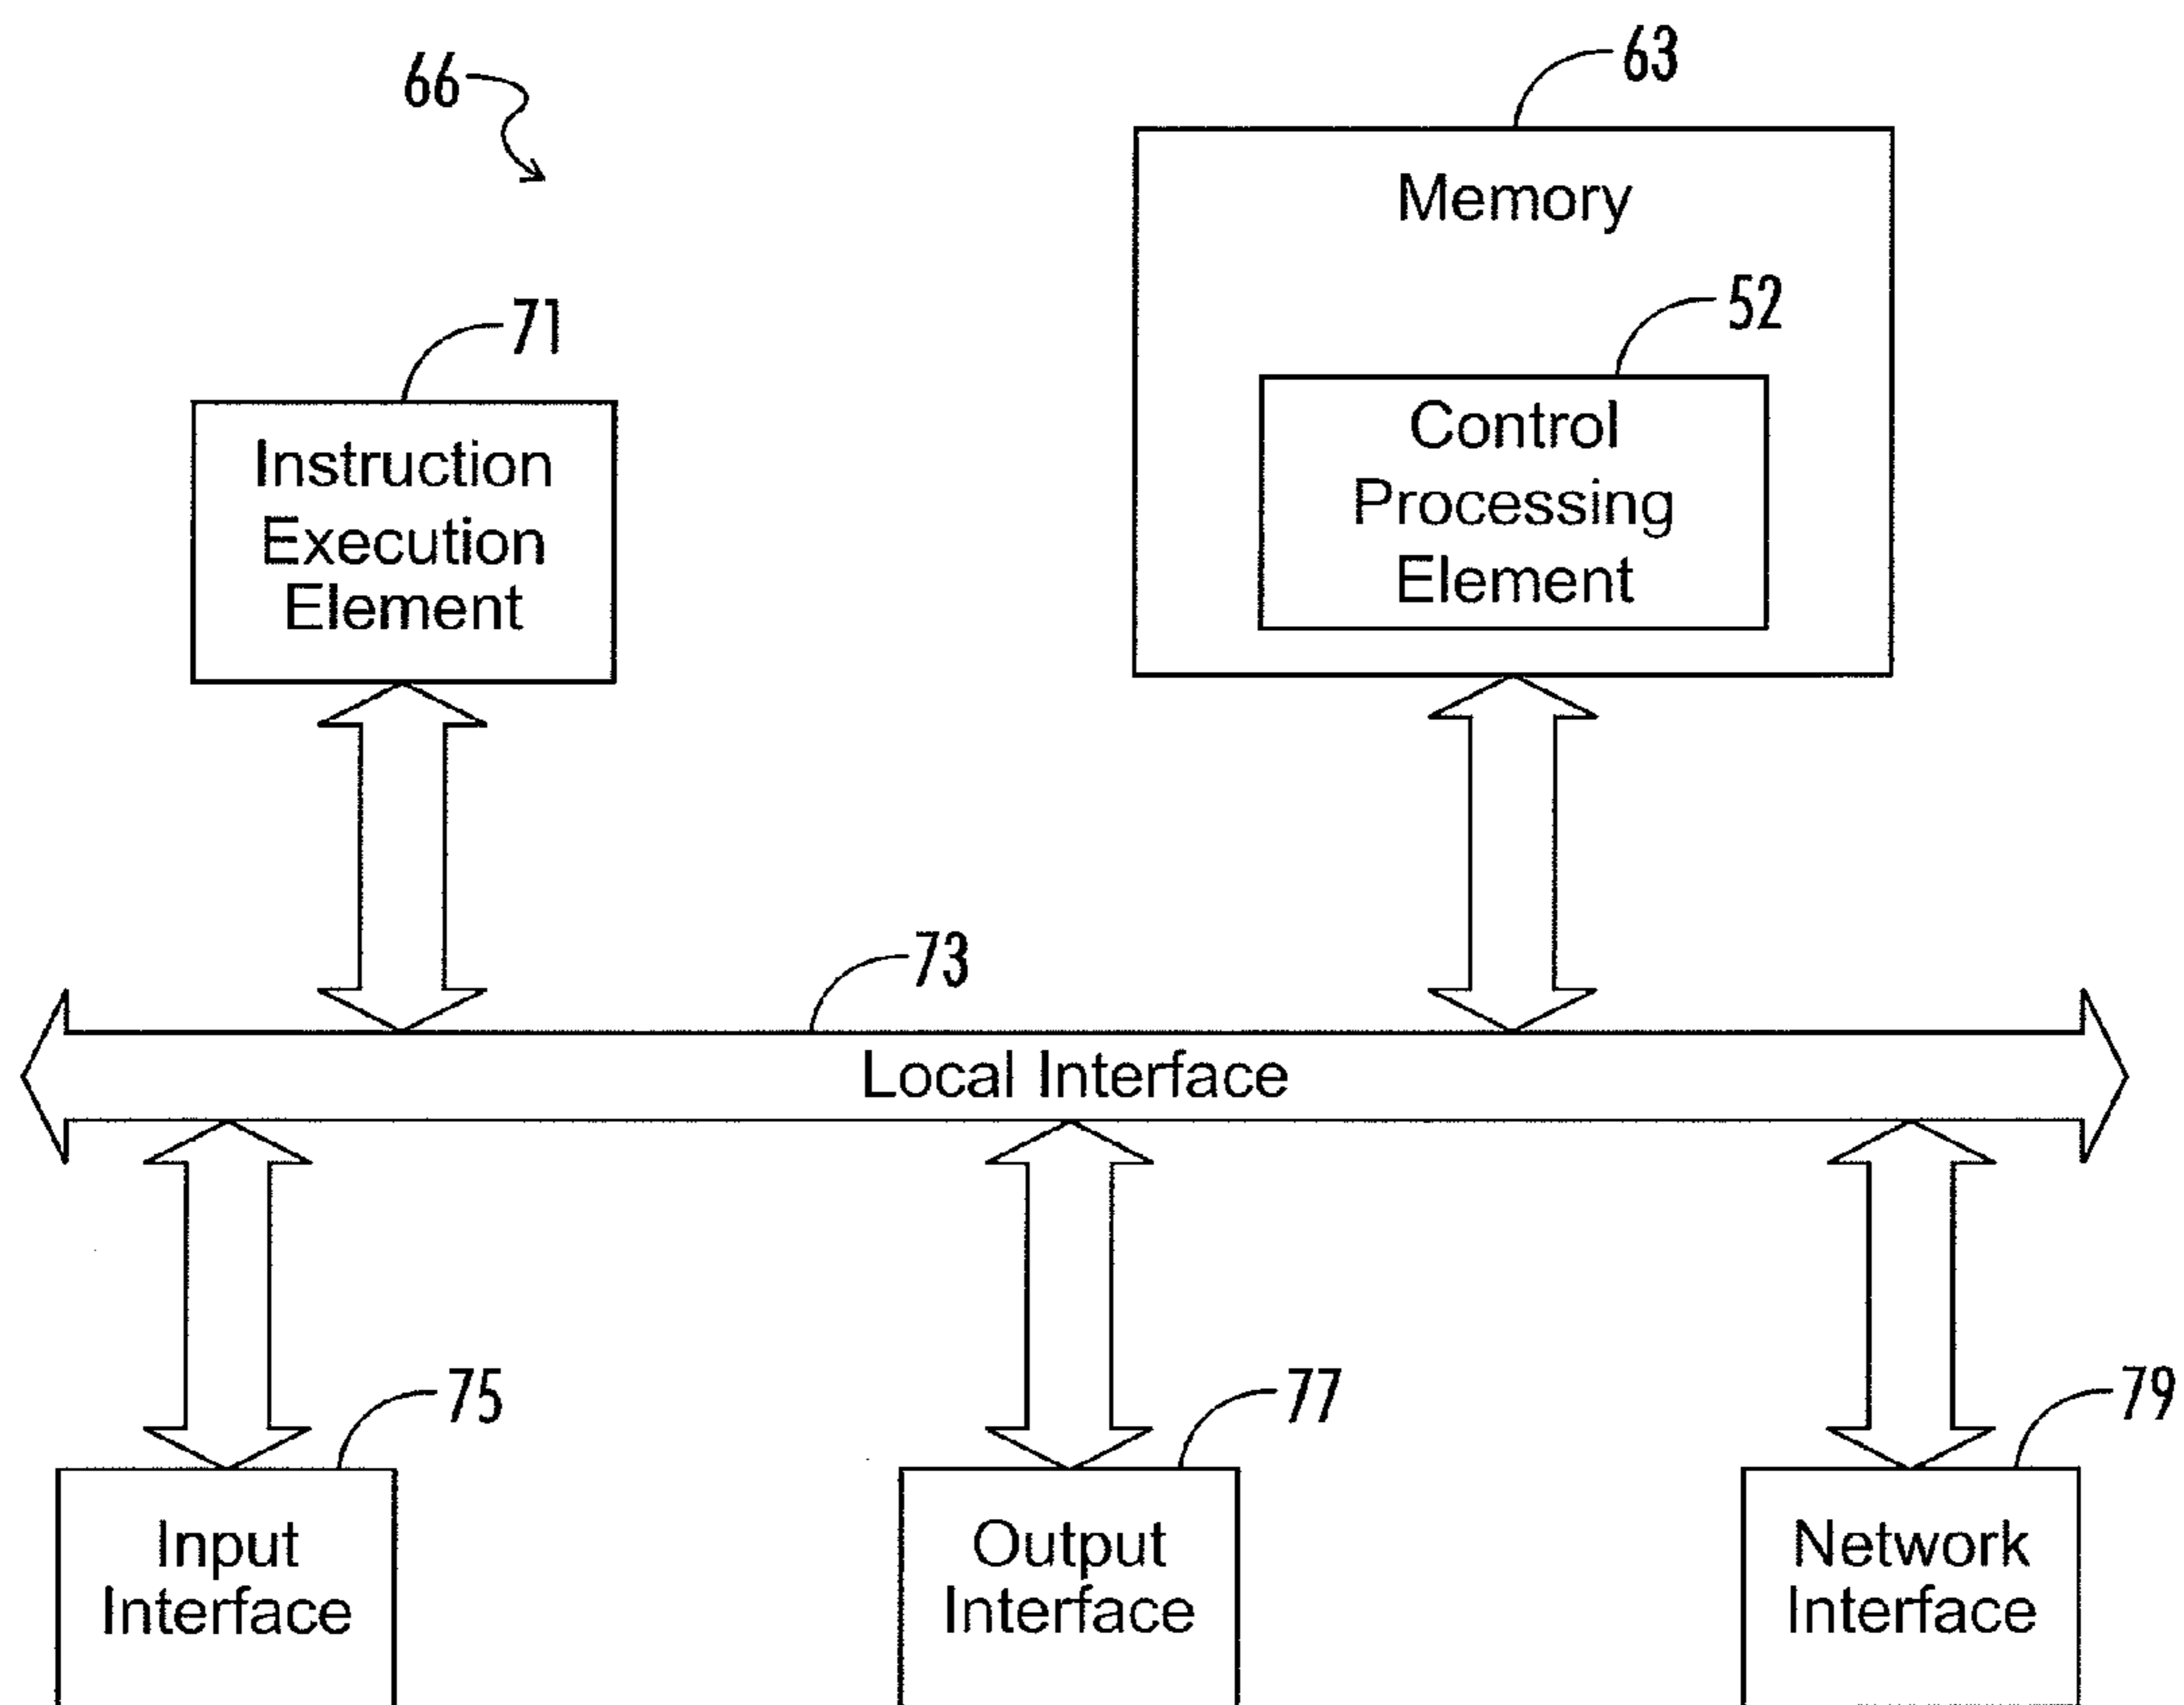 66
63
Memory
52
71
Control
Processing
Element
Instruction
Execution
Element
73
Local Interface
75
77
79
Input
Interface
Output
Interface
Network
Interface